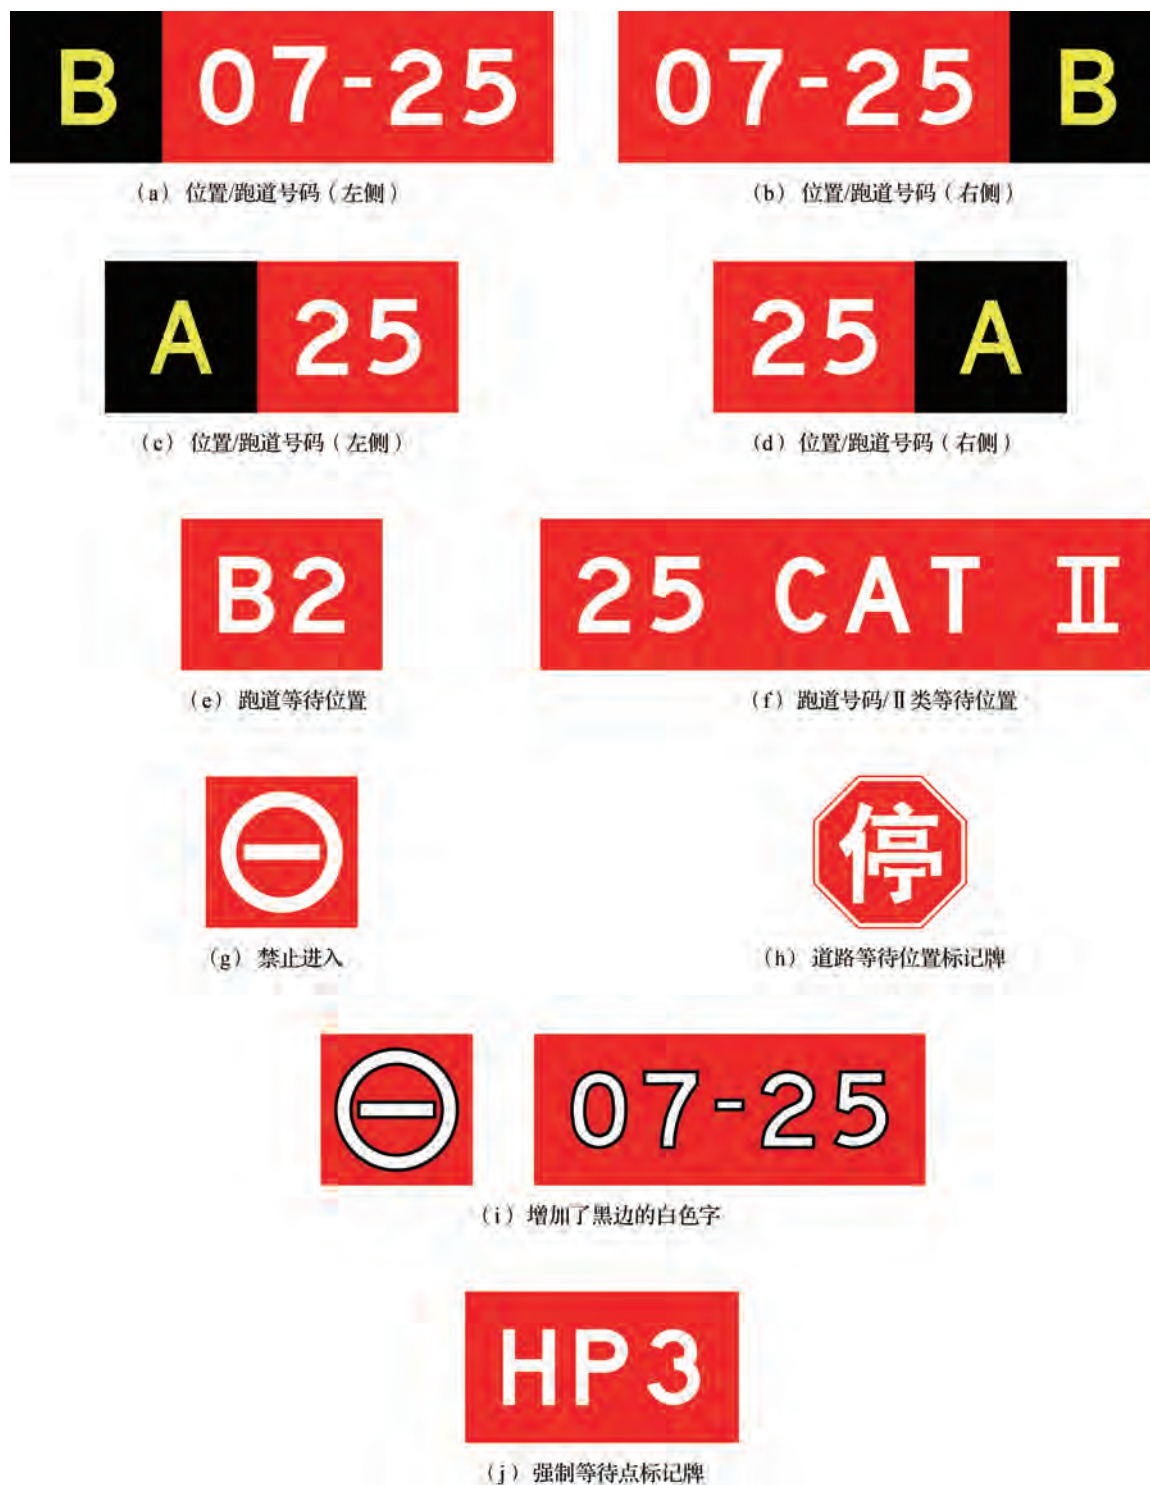 B 07-25
07-25 B
(a) 位置/跑道号码(左侧)
(b) 位置/跑道号码(右侧)
A 25
25 A
(c) 位置/跑道号码(左侧)
(d) 位置/跑道号码(右侧)
B2
25 CAT Ⅱ
(e) 跑道等待位置
(f) 跑道号码/Ⅱ类等待位置
停
(g) 禁止进入
(h) 道路等待位置标记牌
07-25
(i) 增加了黑边的白色字
HP3
(j) 强制等待点标记牌